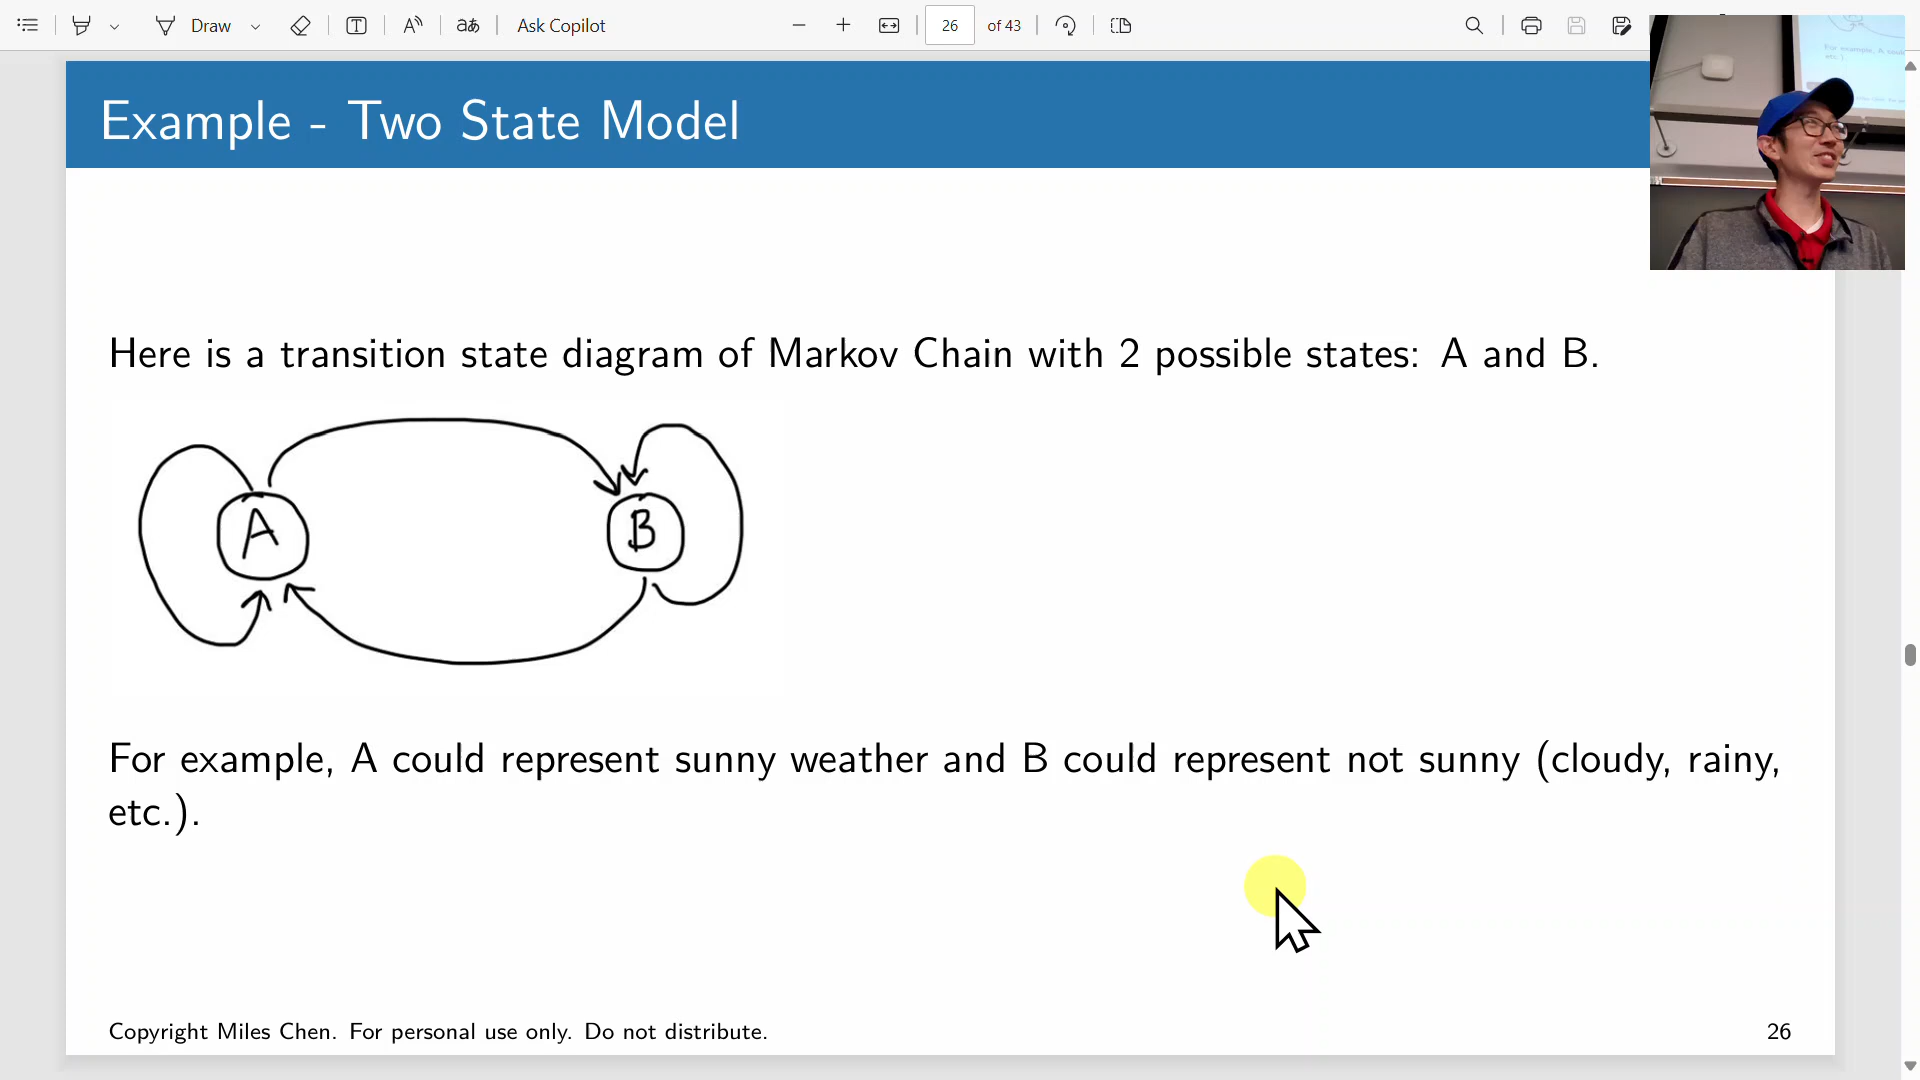 Draw
Ask Copilot
26 of 43
Example - Two State Model
Here is a transition state diagram of Markov Chain with 2 possible states: A and B.
A B
For example, A could represent sunny weather and B could represent not sunny (cloudy, rainy,
etc.).
Copyright Miles Chen. For personal use only. Do not distribute.
26